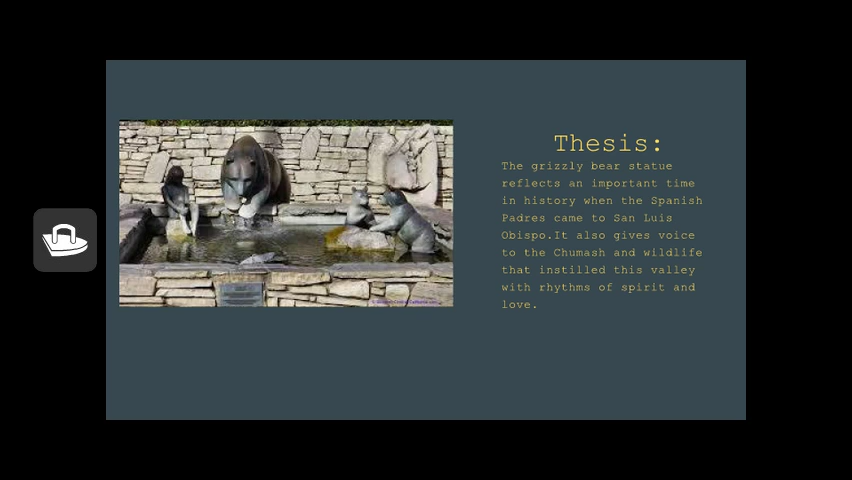 Thesis:
The grizzly bear statue
reflects an important time
in history when the Spanish
Padres came to San Luis
Obispo.It also gives voice
to the Chumash and wildlife
that instilled this valley
with rhythms of spirit and
love.